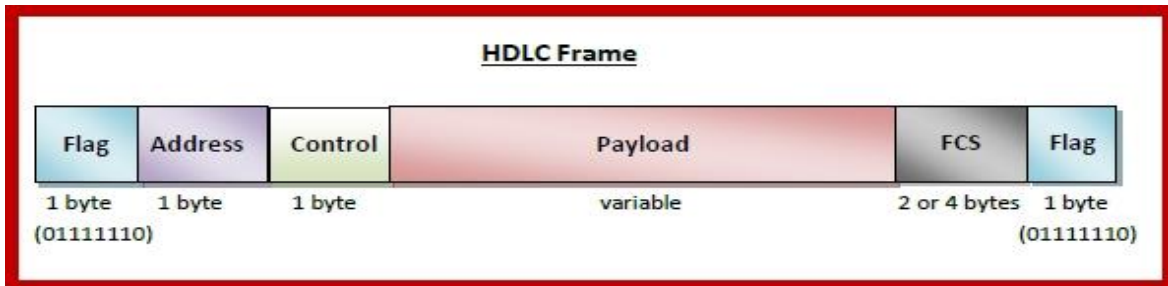 HDLC Frame
Flag Address Control Payload FCS Flag
1 byte 1 byte 1 byte variable 2 or 4 bytes 1 byte
(01111110) (01111110)